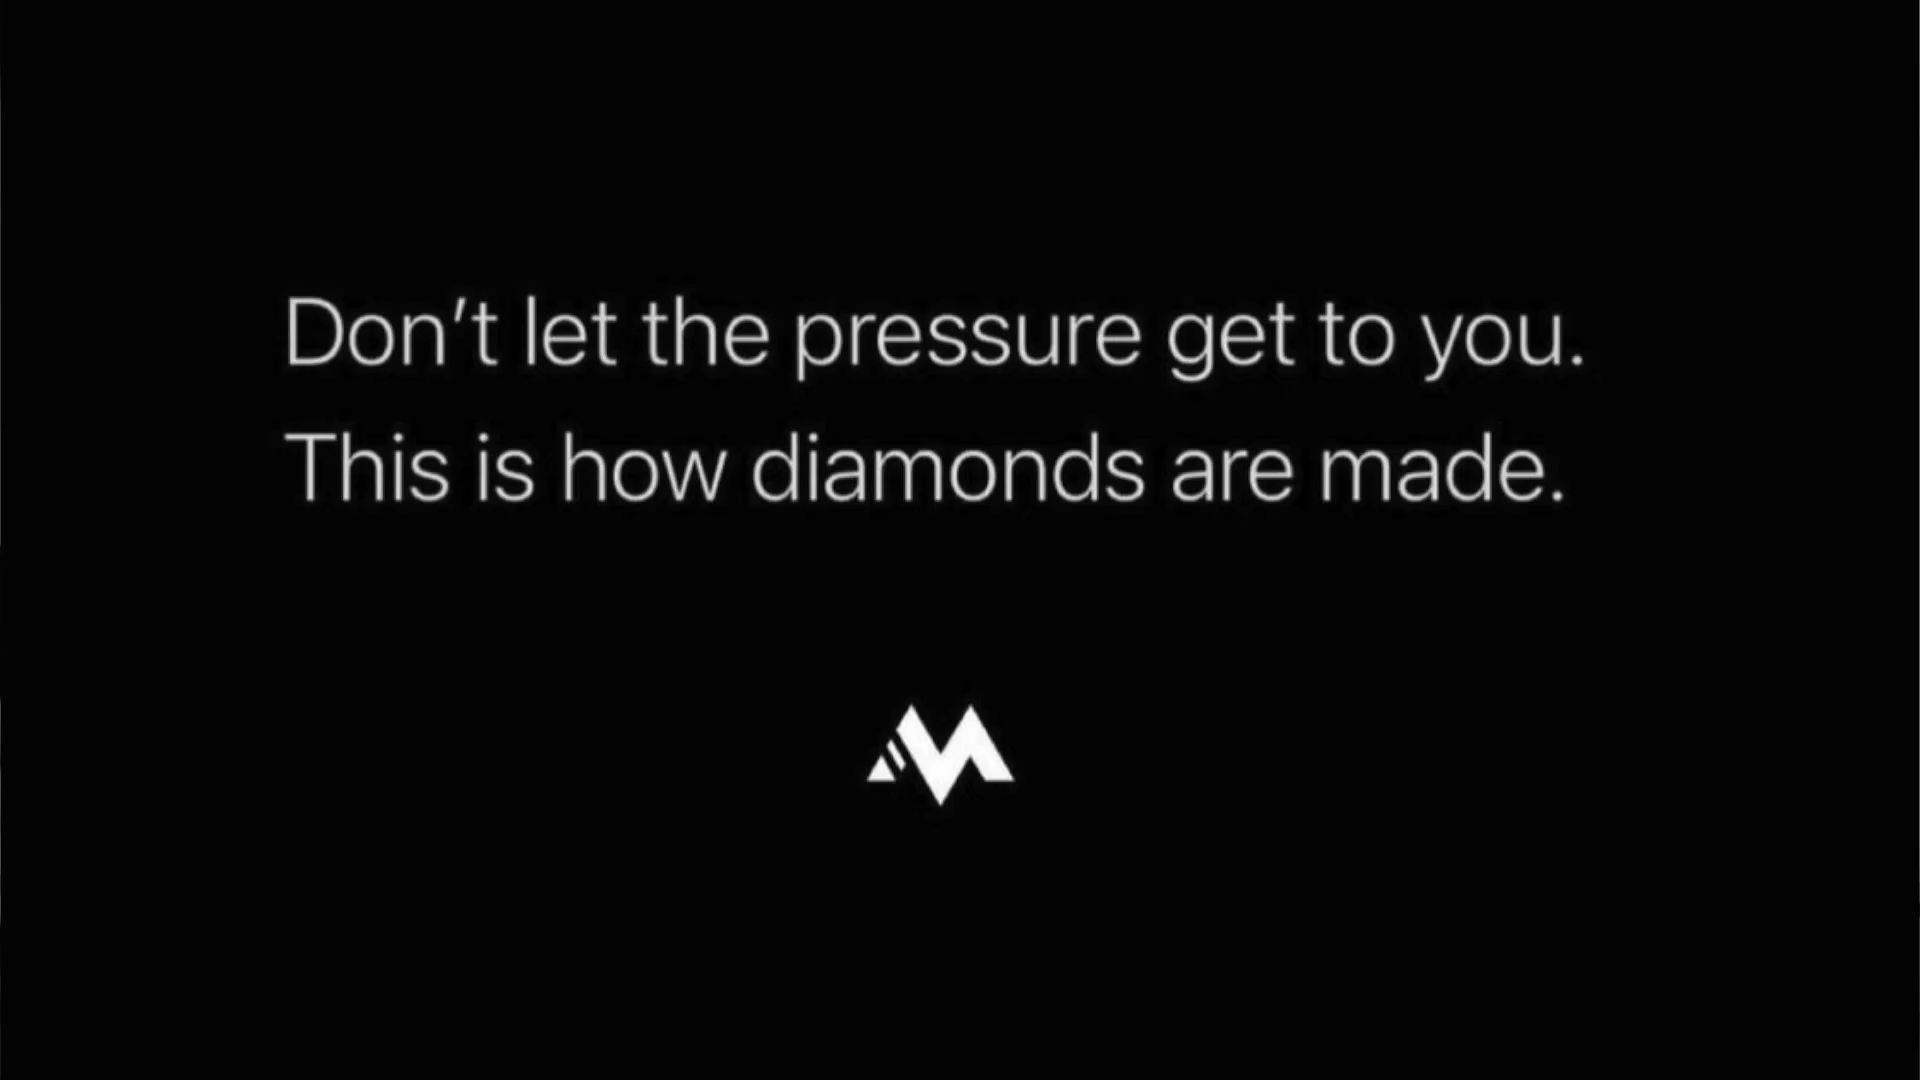 Don’t let the pressure get to you.
This is how diamonds are made.